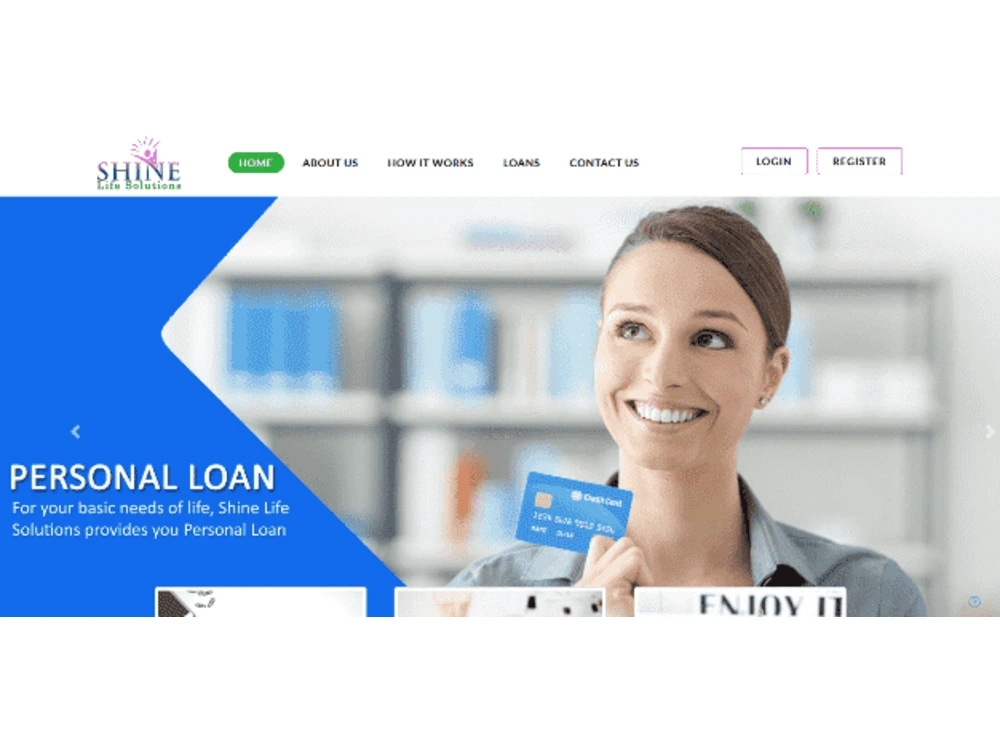 SHINE
Life Solutions
HOME
ABOUT US
HOW IT WORKS
LOANS
CONTACT US
LOGIN
REGISTER
PERSONAL LOAN
For your basic needs of life, Shine Life
Solutions provides you Personal Loan
Credit Card
ENJOY IT